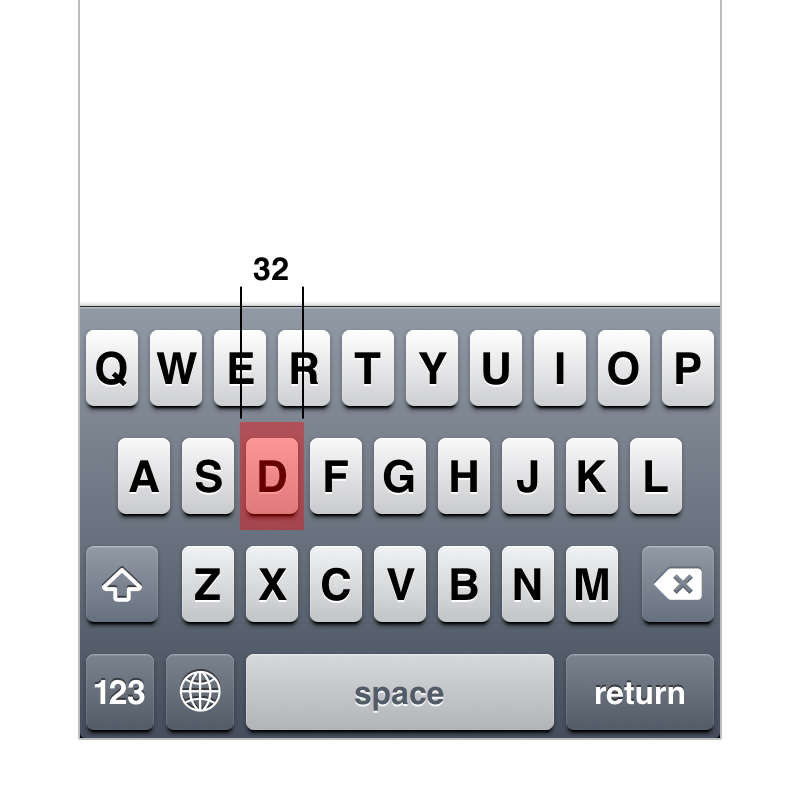 32
Q W E R T Y U I O P
A S D F G H J K L
Z X C V B N M
123 space return